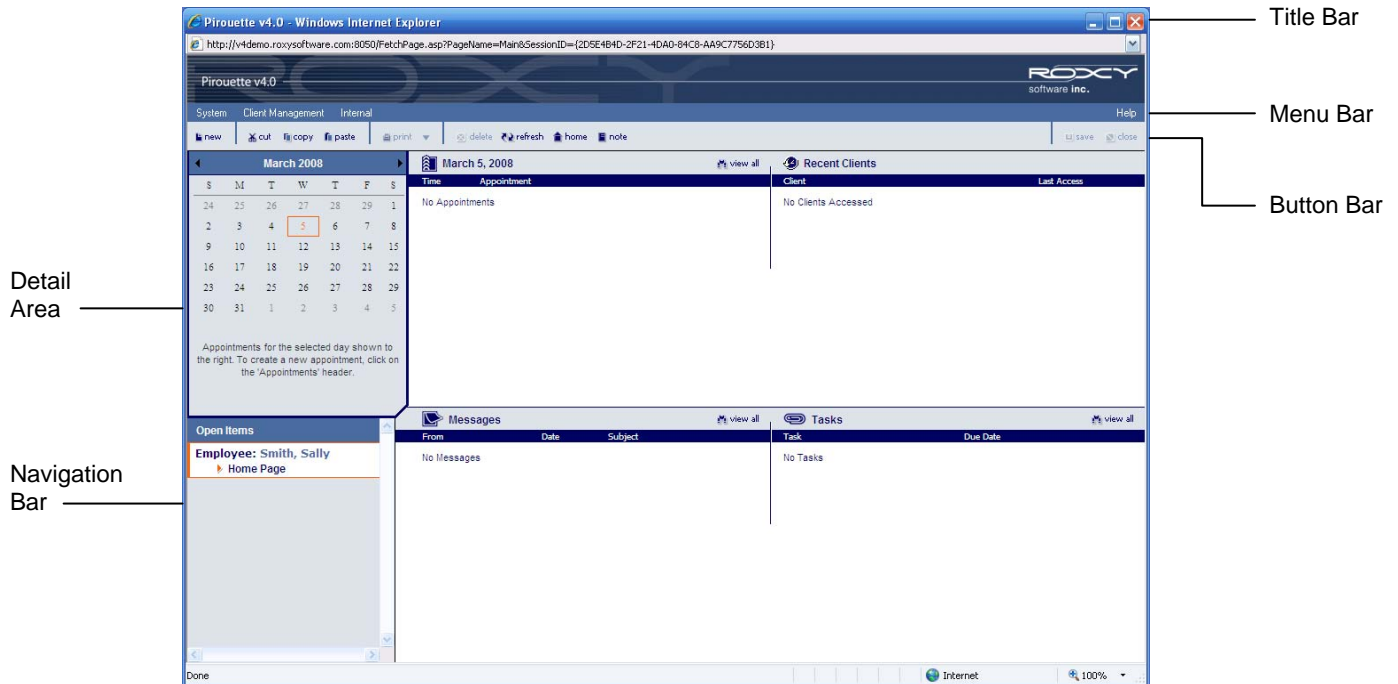 Pirouette v4.0 - Windows Internet Explorer
Title Bar
http://v4demo.roxysoftware.com:8050/FetchPage.asp?PageName=Main&SessionID={2D5E4B4D-2F21-4DA0-84C8-AA9C7756D3B1}
ROXCY
Pirouette v4.0
ROXCY
software inc.
System Client Management Internal Help
Menu Bar
new cut copy paste print delete refresh home note save close
Button Bar
March 2008
S M T W T F S
24 25 26 27 28 29 1
2 3 4 5 6 7 8
9 10 11 12 13 14 15
16 17 18 19 20 21 22
23 24 25 26 27 28 29
30 31 1 2 3 4 5
Appointments for the selected day shown to
the right. To create a new appointment, click on
the 'Appointments' header.
Detail
Area
March 5, 2008 view all
Time Appointment
No Appointments
Recent Clients
Client Last Access
No Clients Accessed
Open Items
Employee: Smith, Sally
Home Page
Navigation
Bar
Messages view all
From Date Subject
No Messages
Tasks view all
Task Due Date
No Tasks
Done Internet 100%